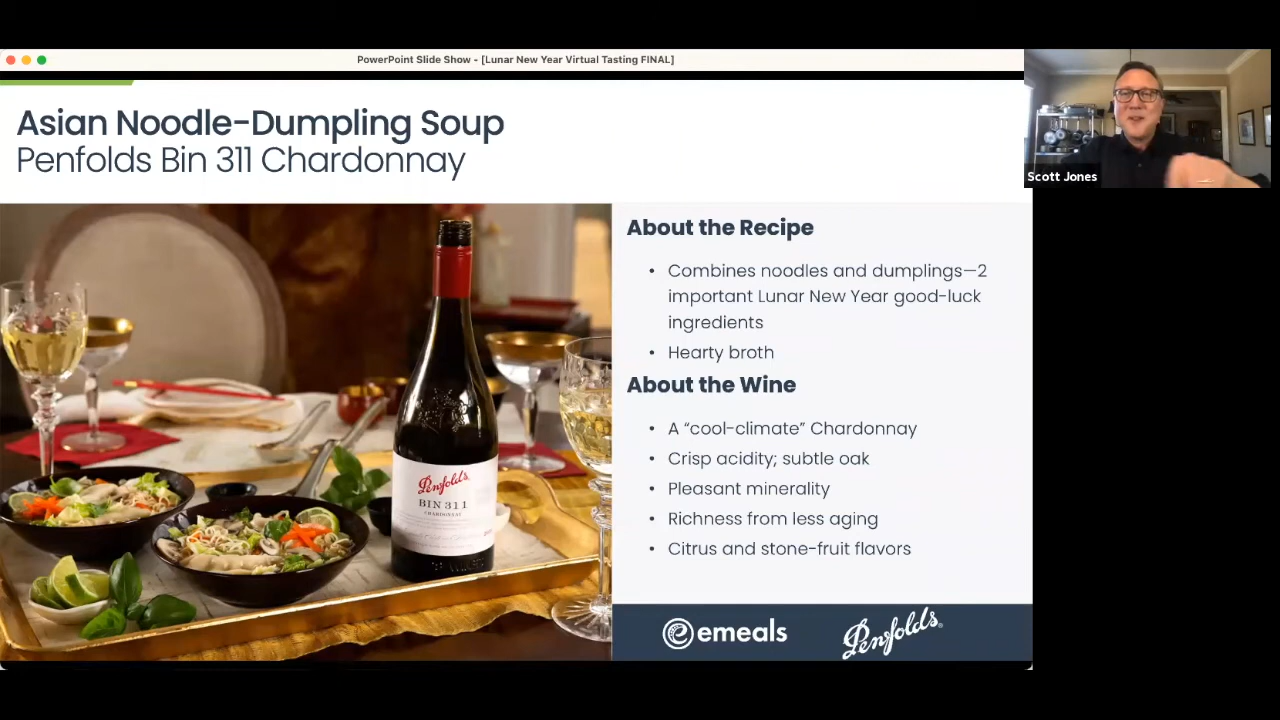 PowerPoint Slide Show - [Lunar New Year Virtual Tasting FINAL]
Asian Noodle-Dumpling Soup
Penfolds Bin 311 Chardonnay
Scott Jones
About the Recipe
• Combines noodles and dumplings—2
important Lunar New Year good-luck
ingredients
• Hearty broth
About the Wine
• A “cool-climate” Chardonnay
• Crisp acidity; subtle oak
• Pleasant minerality
• Richness from less aging
• Citrus and stone-fruit flavors
Penfolds
BIN 311
CHARDONNAY
emeals
Penfolds®